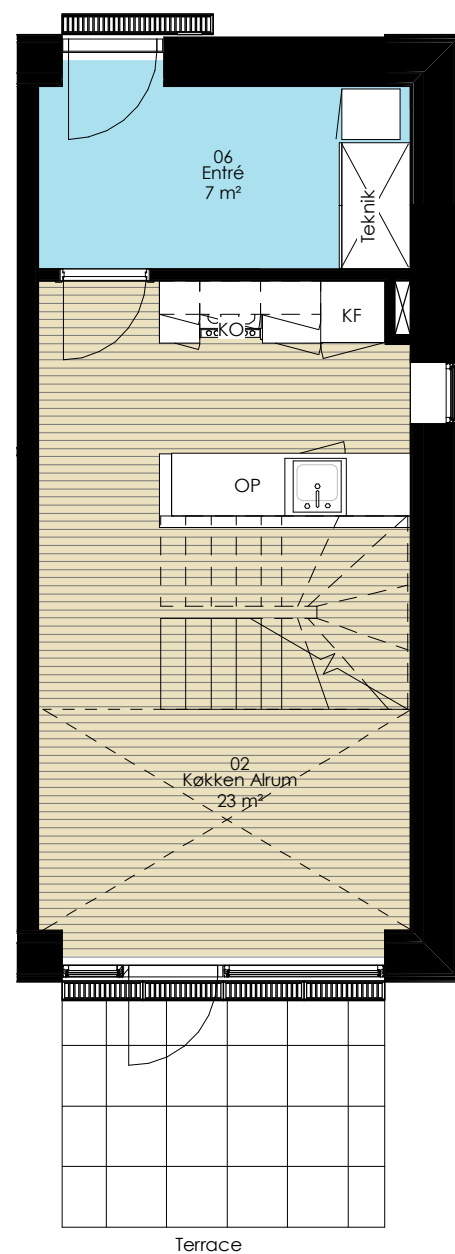 06
Entré
7 m²
Teknik
KO
KF
OP
02
Køkken Alrum
23 m²
Terrace